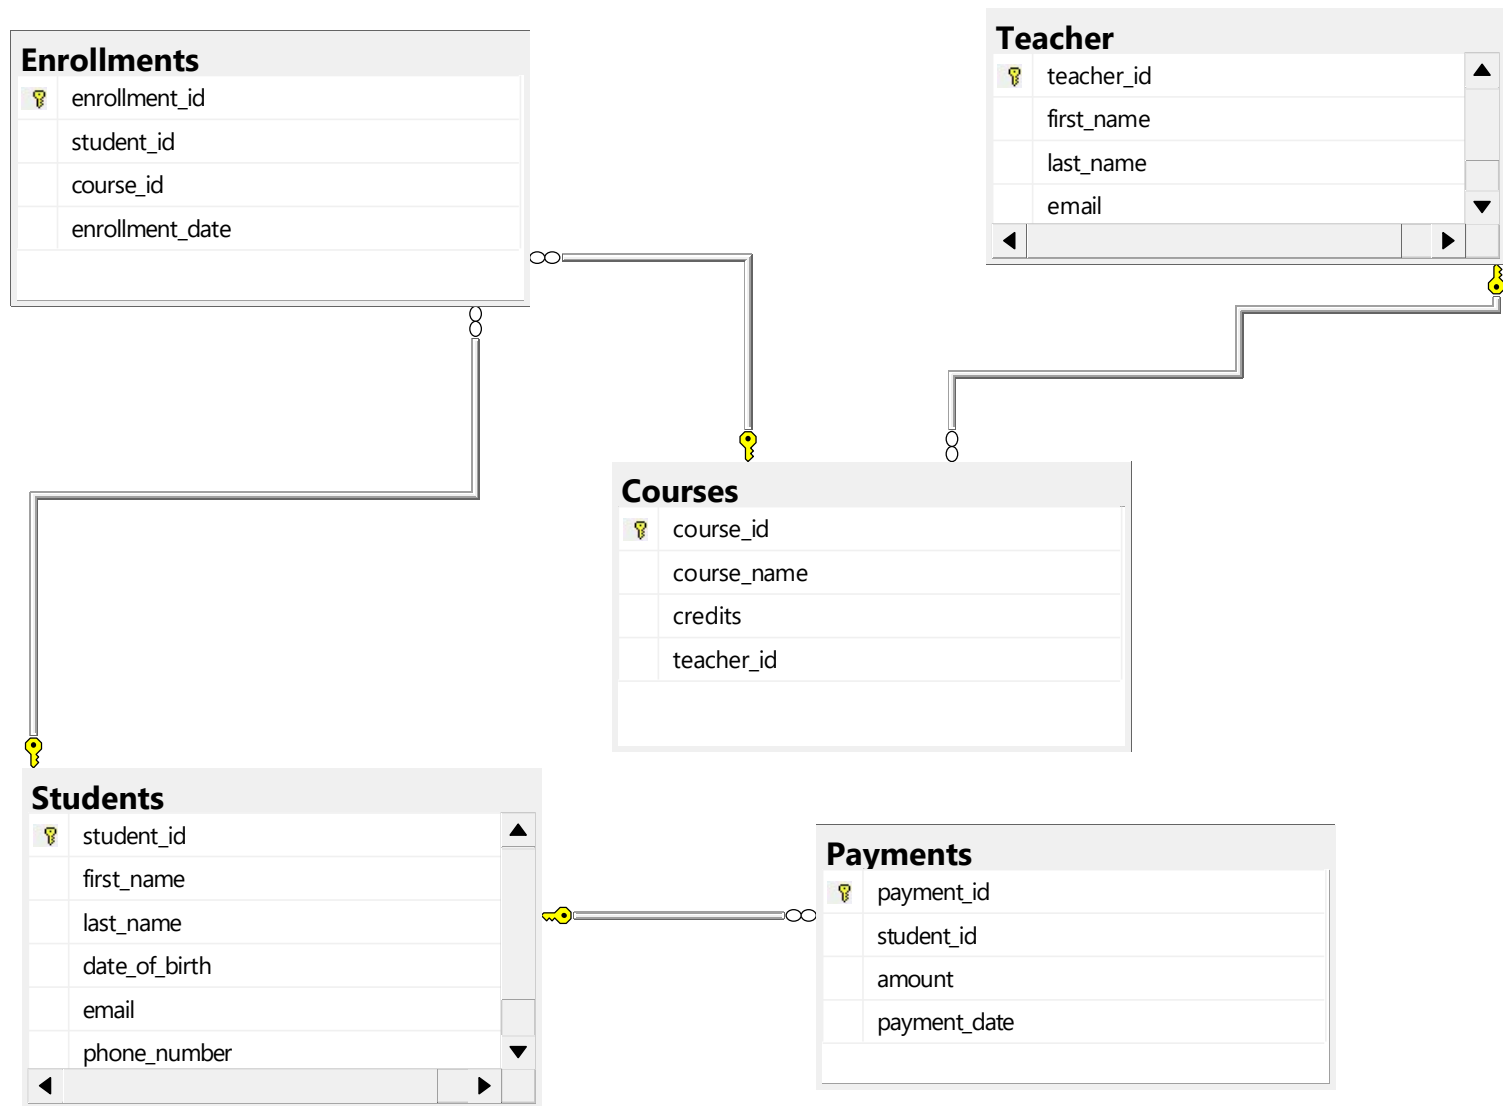 Enrollments
enrollment_id
student_id
course_id
enrollment_date
Teacher
teacher_id
first_name
last_name
email
Courses
course_id
course_name
credits
teacher_id
Students
student_id
first_name
last_name
date_of_birth
email
phone_number
Payments
payment_id
student_id
amount
payment_date